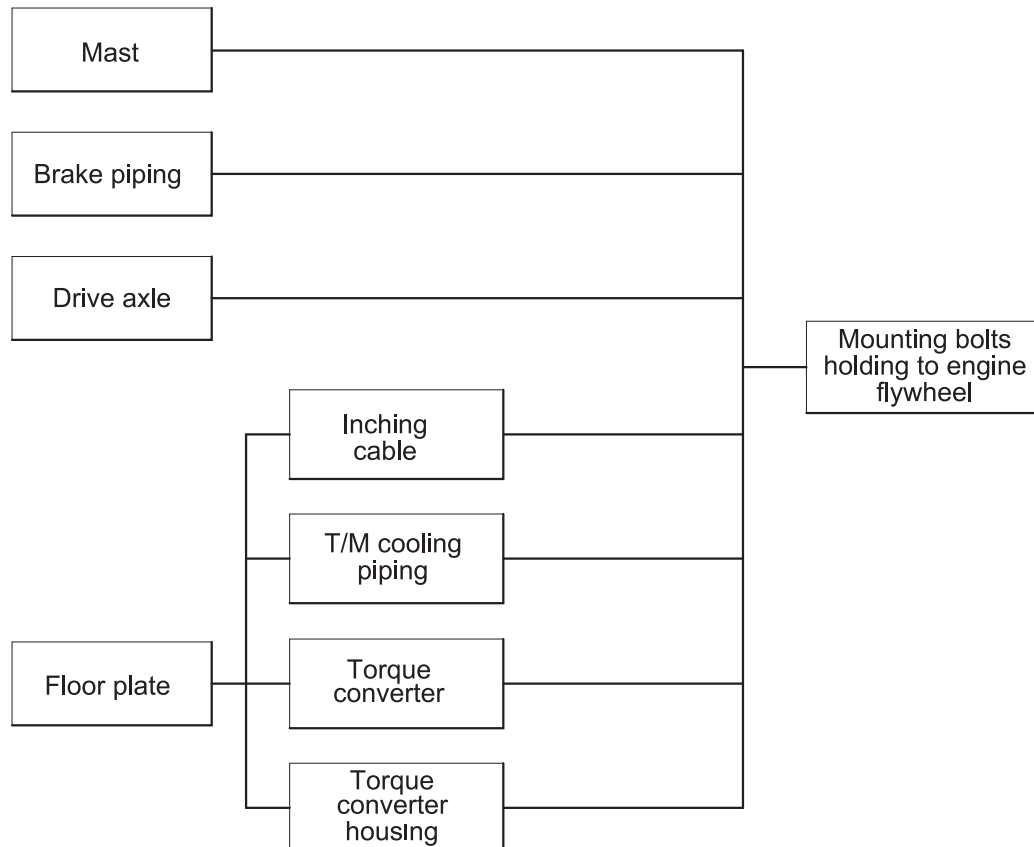 Mast
Brake piping
Drive axle
Mounting bolts
holding to engine
flywheel
Inching
cable
T/M cooling
piping
Floor plate
Torque
converter
Torque
converter
housing